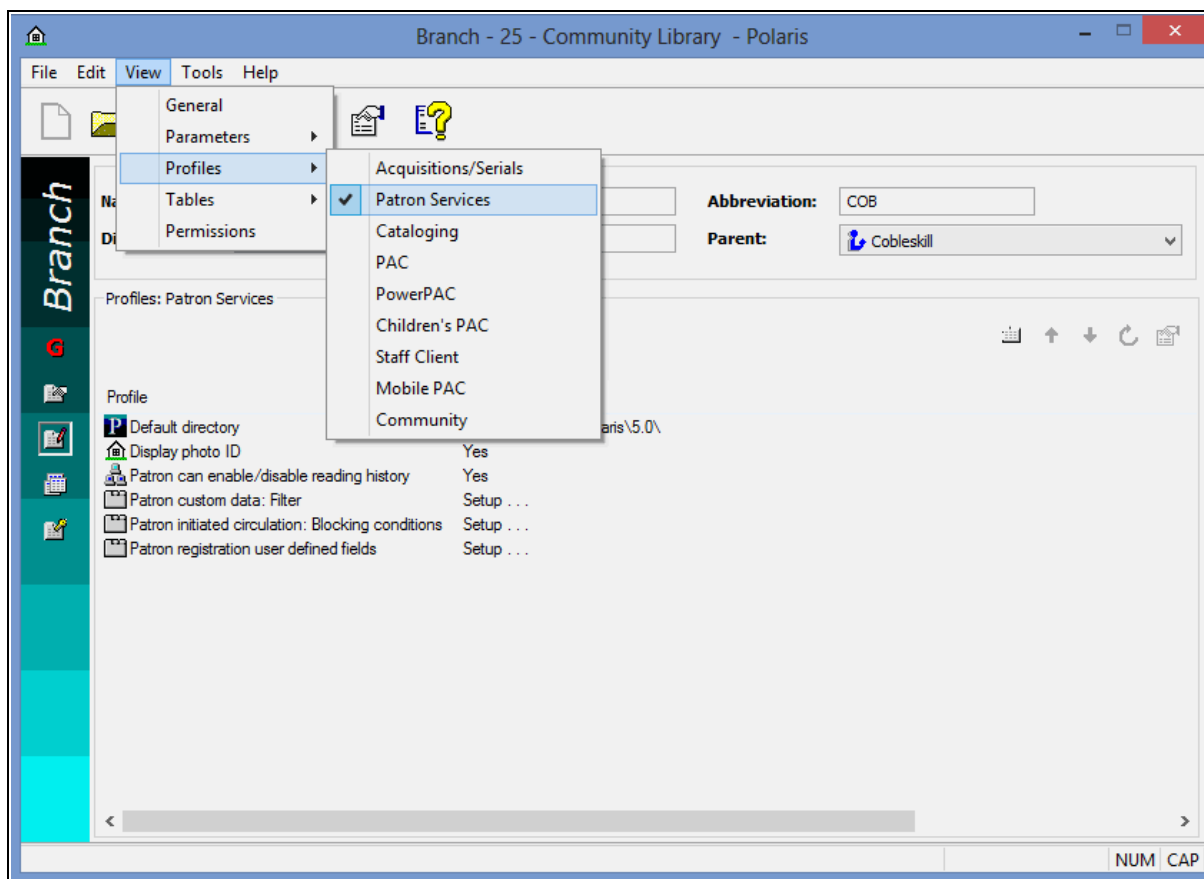 Branch - 25 - Community Library - Polaris
File Edit View Tools Help
General
Parameters
Profiles
Tables
Permissions
Acquisitions/Serials
Patron Services
Cataloging
PAC
PowerPAC
Children's PAC
Staff Client
Mobile PAC
Community
Branch
G
Abbreviation: COB
Parent: Cobleskill
Profiles: Patron Services
Profile
Default directory
Display photo ID Yes
Patron can enable/disable reading history Yes
Patron custom data: Filter Setup . . .
Patron initiated circulation: Blocking conditions Setup . . .
Patron registration user defined fields Setup . . .
NUM CAP